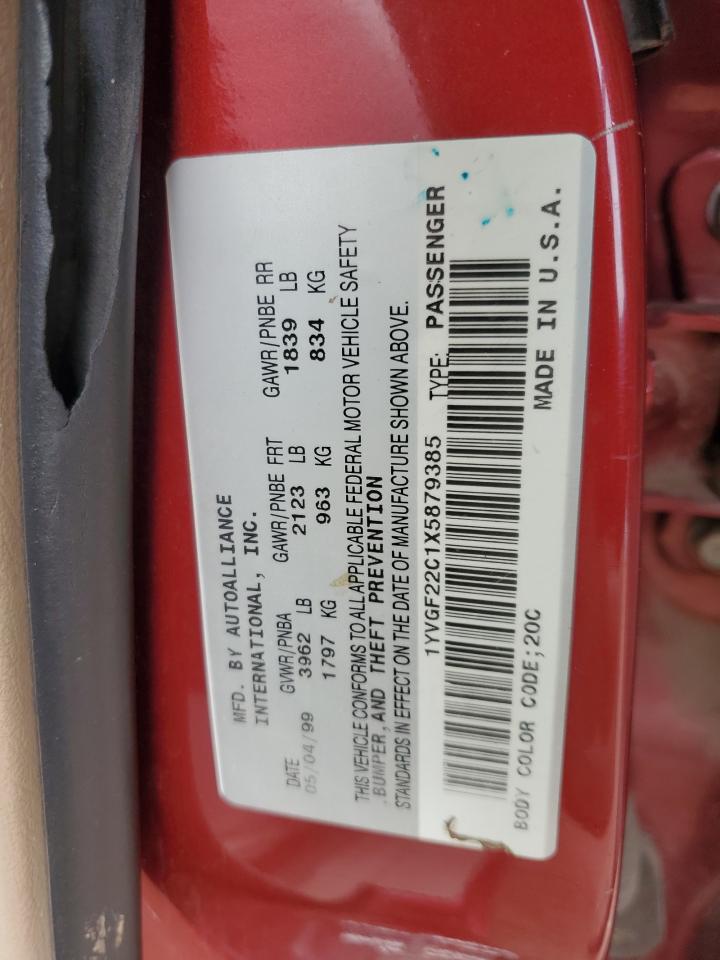 MFD. BY AUTOALLIANCE
INTERNATIONAL, INC.
GVWR/PNBA GAWR/PNBE FRT GAWR/PNBE RR
DATE 3962 LB 2123 LB 1839 LB
05/04/99 1797 KG 963 KG 834 KG
THIS VEHICLE CONFORMS TO ALL APPLICABLE FEDERAL MOTOR VEHICLE SAFETY
,BUMPER,AND THEFT PREVENTION
STANDARDS IN EFFECT ON THE DATE OF MANUFACTURE SHOWN ABOVE.
1YVGF22C1X5879385 TYPE: PASSENGER
BODY COLOR CODE;20C MADE IN U.S.A.